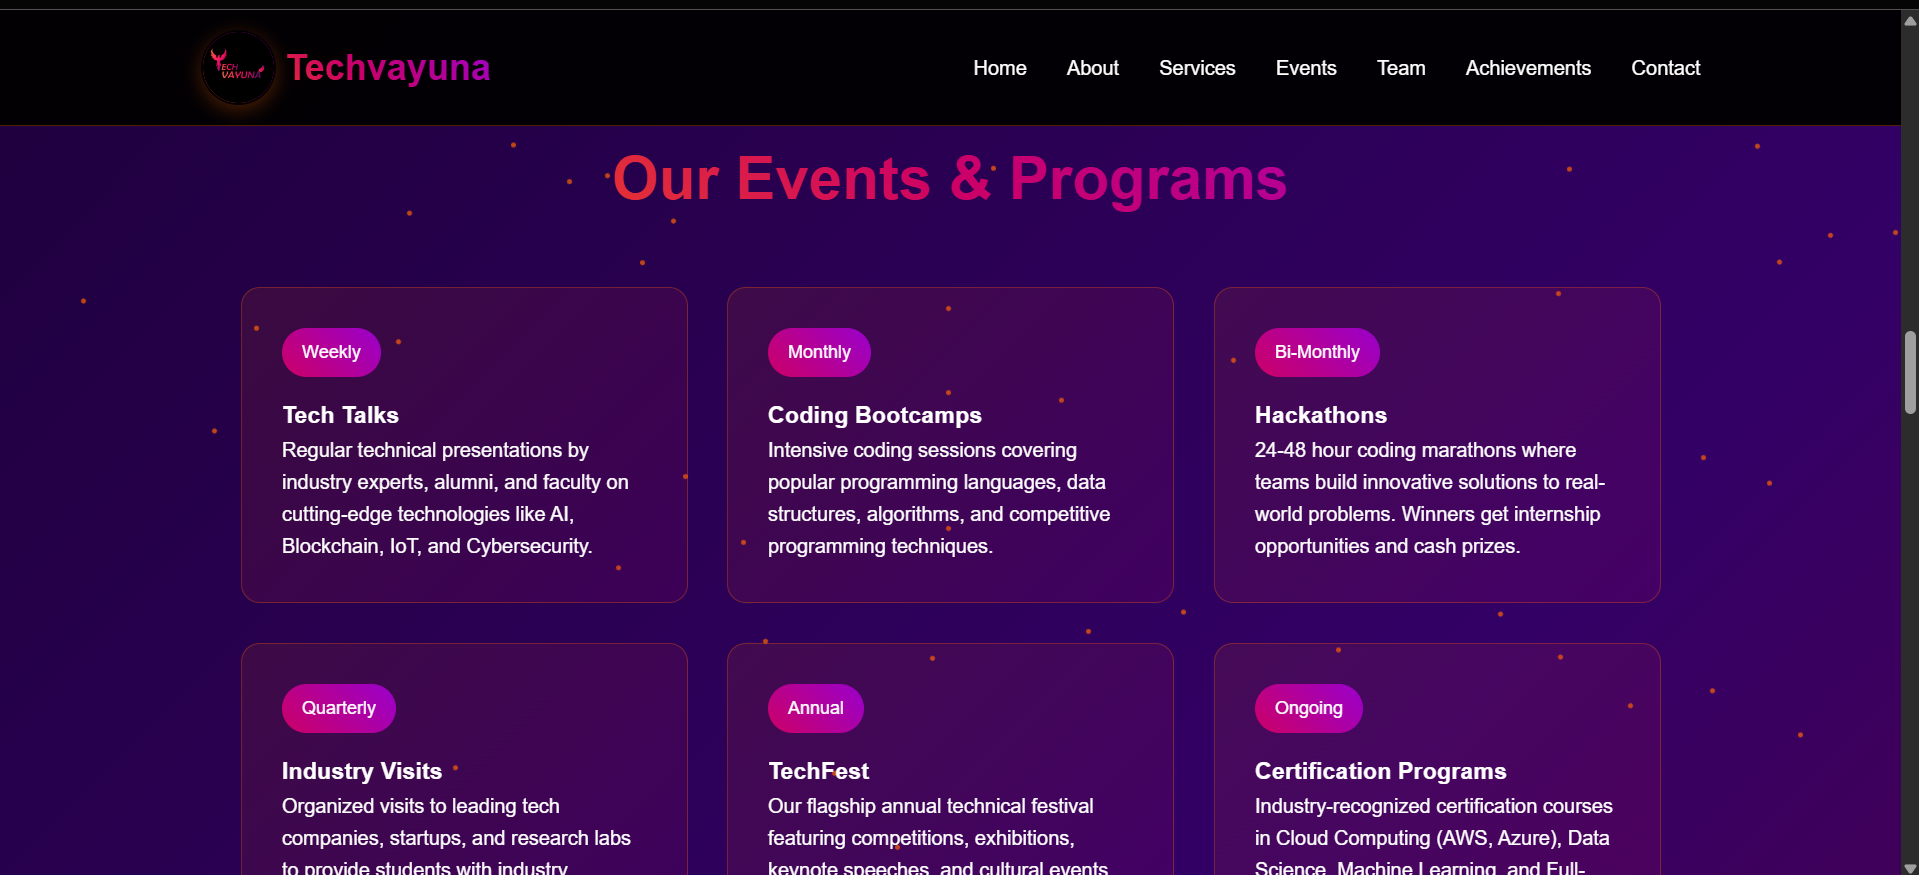 TECH
VAYUNA
Techvayuna
Home About Services Events Team Achievements Contact
Our Events & Programs
Weekly
Tech Talks
Regular technical presentations by
industry experts, alumni, and faculty on
cutting-edge technologies like AI,
Blockchain, IoT, and Cybersecurity.
Monthly
Coding Bootcamps
Intensive coding sessions covering
popular programming languages, data
structures, algorithms, and competitive
programming techniques.
Bi-Monthly
Hackathons
24-48 hour coding marathons where
teams build innovative solutions to real-
world problems. Winners get internship
opportunities and cash prizes.
Quarterly
Industry Visits
Organized visits to leading tech
companies, startups, and research labs
to provide students with industry
Annual
TechFest
Our flagship annual technical festival
featuring competitions, exhibitions,
keynote speeches, and cultural events
Ongoing
Certification Programs
Industry-recognized certification courses
in Cloud Computing (AWS, Azure), Data
Science, Machine Learning, and Full-